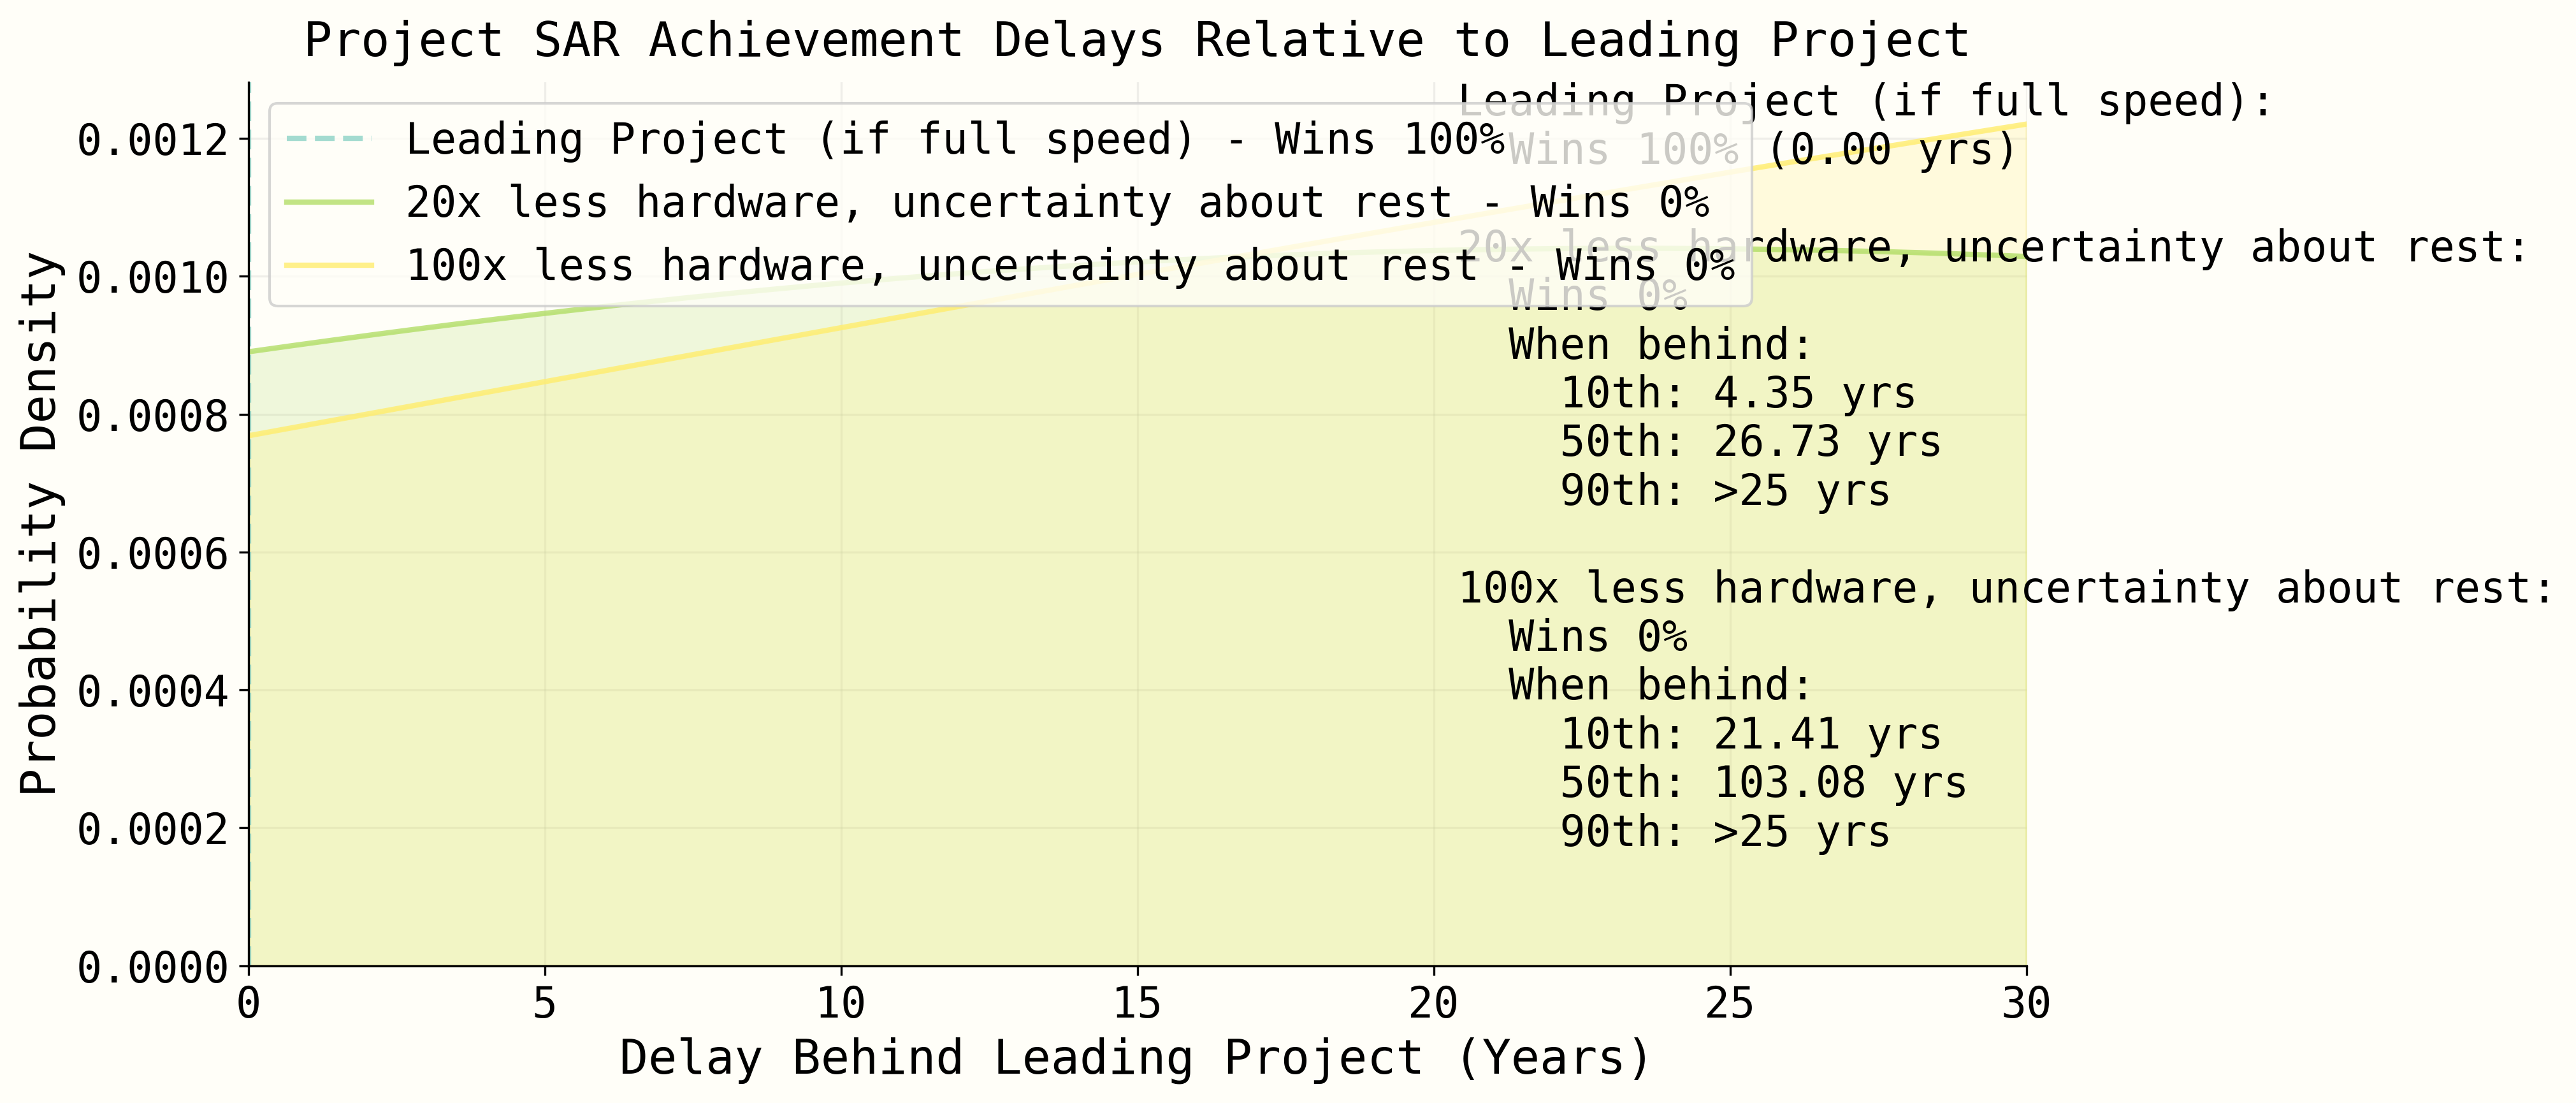 Project SAR Achievement Delays Relative to Leading Project
Leading Project (if full speed) - Wins 100%
20x less hardware, uncertainty about rest - Wins 0%
100x less hardware, uncertainty about rest - Wins 0%
Leading Project (if full speed):
Wins 100% (0.00 yrs)
20x less hardware, uncertainty about rest:
Wins 0%
When behind:
10th: 4.35 yrs
50th: 26.73 yrs
90th: >25 yrs
100x less hardware, uncertainty about rest:
Wins 0%
When behind:
10th: 21.41 yrs
50th: 103.08 yrs
90th: >25 yrs
Probability Density
0.0012
0.0010
0.0008
0.0006
0.0004
0.0002
0.0000
0 5 10 15 20 25 30
Delay Behind Leading Project (Years)